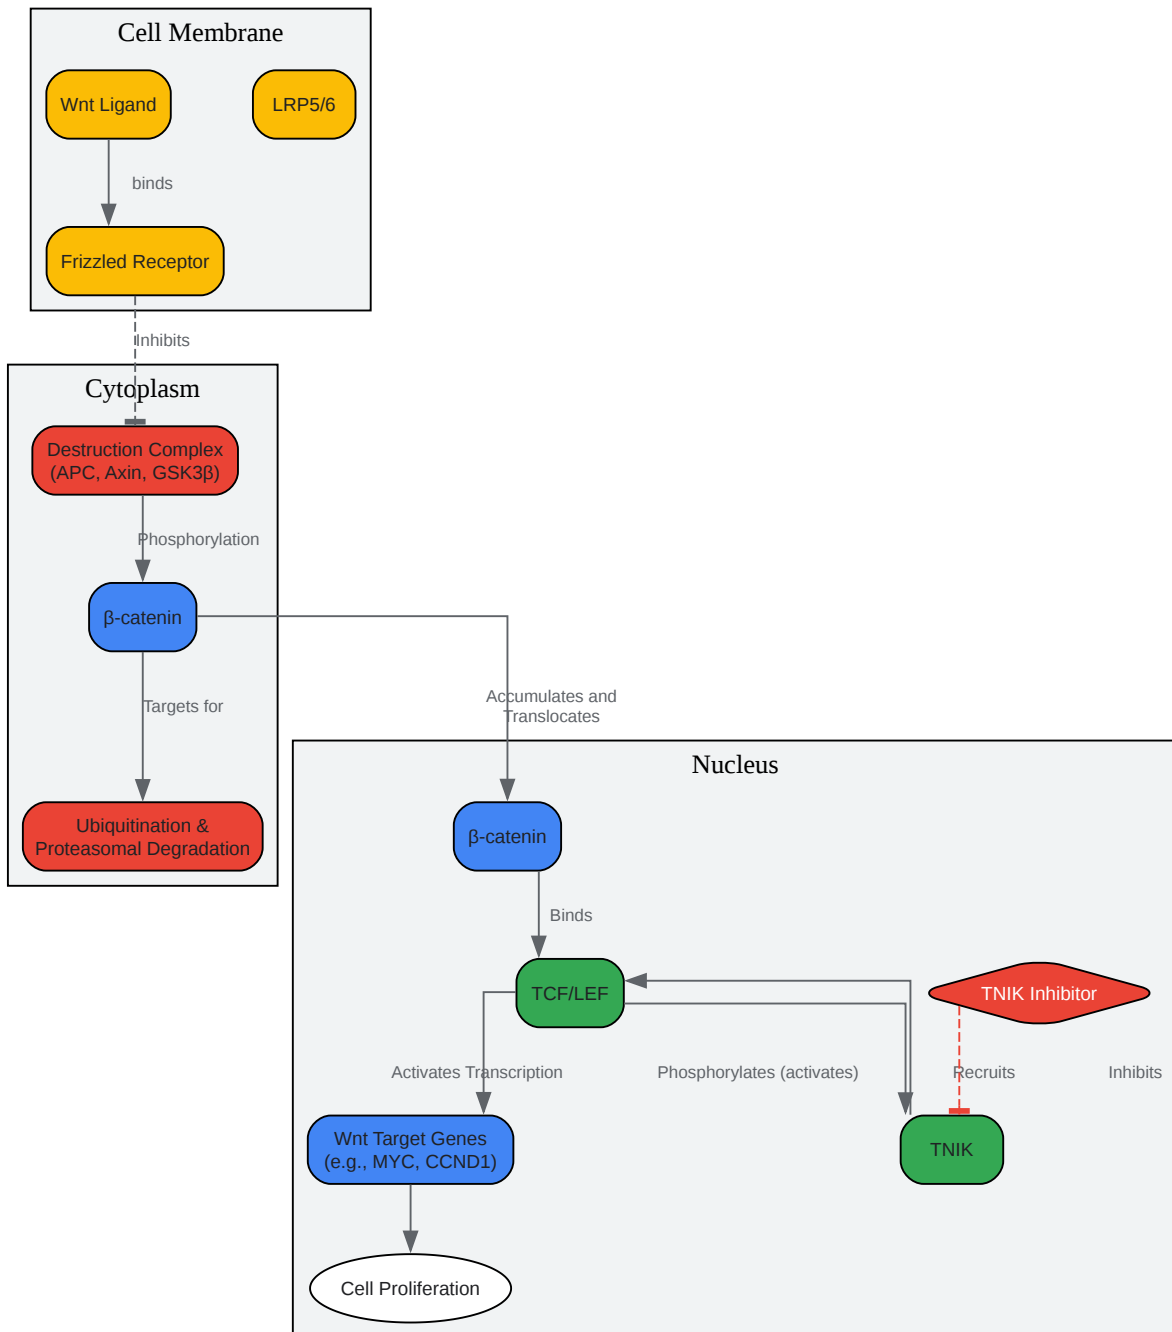 Cell Membrane
Wnt Ligand
LRP5/6
binds
Frizzled Receptor
Inhibits
Cytoplasm
Destruction Complex
(APC, Axin, GSK3β)
Phosphorylation
β-catenin
Targets for
Accumulates and
Translocates
Ubiquitination &
Proteasomal Degradation
Nucleus
β-catenin
Binds
TCF/LEF
TNIK Inhibitor
Activates Transcription
Phosphorylates (activates)
Recruits
Inhibits
Wnt Target Genes
(e.g., MYC, CCND1)
TNIK
Cell Proliferation